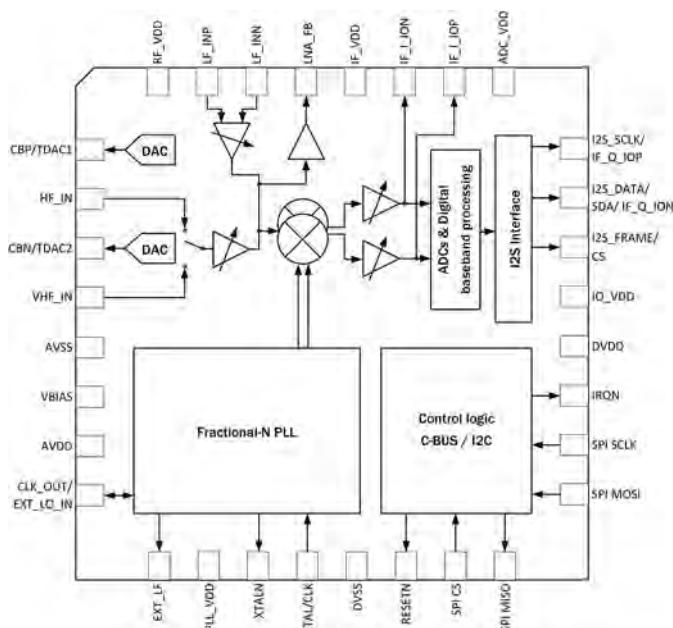 RF_VDD
LF_INP
LF_INN
LNA_FB
IF_VDD
IF_I_ION
IF_I_IOP
ADC_VDD
CBP/TDAC1
DAC
HF_IN
CBN/TDAC2
DAC
VHF_IN
AVSS
VBIAS
AVDD
CLK_OUT/
EXT_LO_IN
ADCs & Digital
baseband processing
I2S Interface
I2S_SCLK/
IF_Q_IOP
I2S_DATA/
SDA/ IF_Q_ION
I2S_FRAME/
CS
IO_VDD
DVDD
IRQN
SPI SCLK
SPI MOSI
Fractional-N PLL
Control logic
C-BUS / I2C
EXT_LF
PLL_VDD
XTALN
TAL/CLK
DVSS
RESETN
SPI CS
SPI MISO